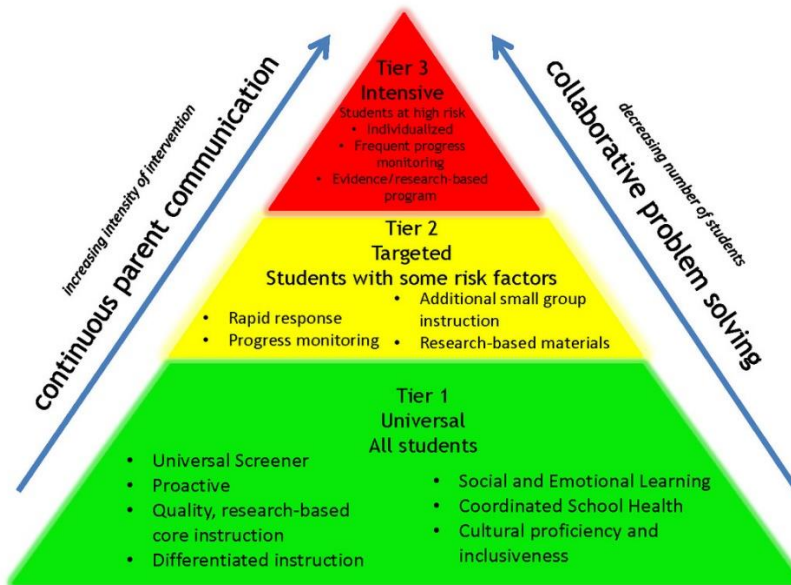 Tier 3
Intensive
Students at high risk
• Individualized
• Frequent progress
monitoring
• Evidence/research-based
program
continuous parent communication
increasing intensity of intervention
collaborative problem solving
decreasing number of students
Tier 2
Targeted
Students with some risk factors
• Rapid response
• Progress monitoring
• Additional small group
instruction
• Research-based materials
Tier 1
Universal
All students
• Universal Screener
• Proactive
• Quality, research-based
core instruction
• Differentiated instruction
• Social and Emotional Learning
• Coordinated School Health
• Cultural proficiency and
inclusiveness